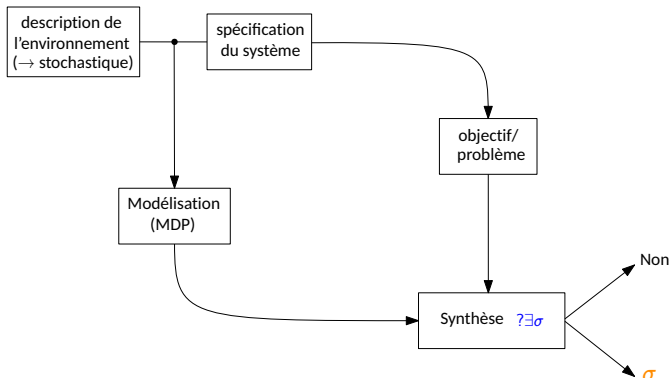 description de
l'environnement
(→ stochastique)
spécification
du système
objectif/
problème
Modélisation
(MDP)
Synthèse ?∃σ
Non
σ